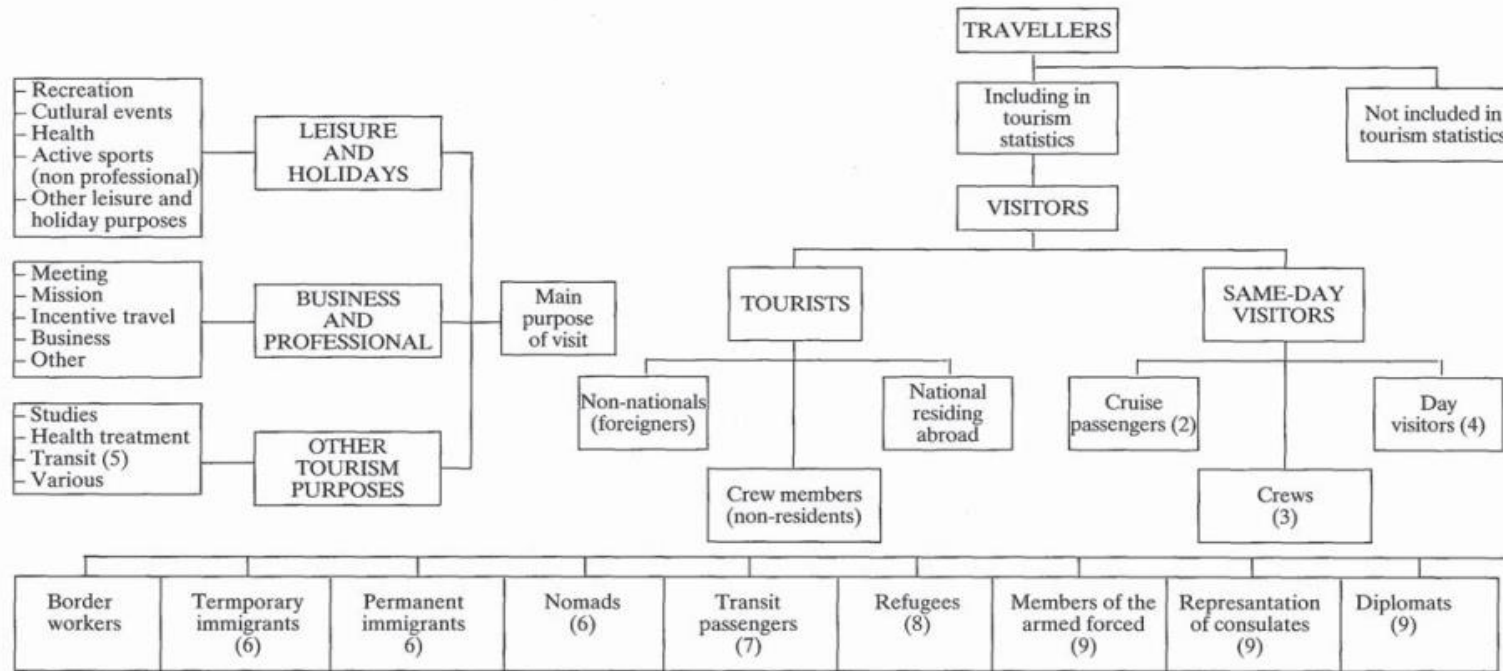 TRAVELLERS
Including in
tourism
statistics
Not included in
tourism statistics
VISITORS
– Recreation
– Cutlural events
– Health
– Active sports
(non professional)
– Other leisure and
holiday purposes
LEISURE
AND
HOLIDAYS
– Meeting
– Mission
– Incentive travel
– Business
– Other
BUSINESS
AND
PROFESSIONAL
Main
purpose
of visit
– Studies
– Health treatment
– Transit (5)
– Various
OTHER
TOURISM
PURPOSES
TOURISTS
SAME-DAY
VISITORS
Non-nationals
(foreigners)
National
residing
abroad
Cruise
passengers (2)
Day
visitors (4)
Crew members
(non-residents)
Crews
(3)
Border
workers
Termporary
immigrants
(6)
Permanent
immigrants
6)
Nomads
(6)
Transit
passengers
(7)
Refugees
(8)
Members of the
armed forced
(9)
Represantation
of consulates
(9)
Diplomats
(9)